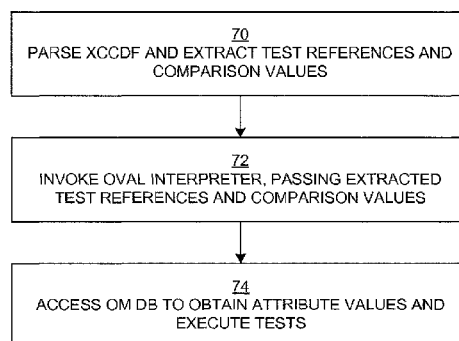 70
PARSE XCCDF AND EXTRACT TEST REFERENCES AND
COMPARISON VALUES
72
INVOKE OVAL INTERPRETER, PASSING EXTRACTED
TEST REFERENCES AND COMPARISON VALUES
74
ACCESS OM DB TO OBTAIN ATTRIBUTE VALUES AND
EXECUTE TESTS